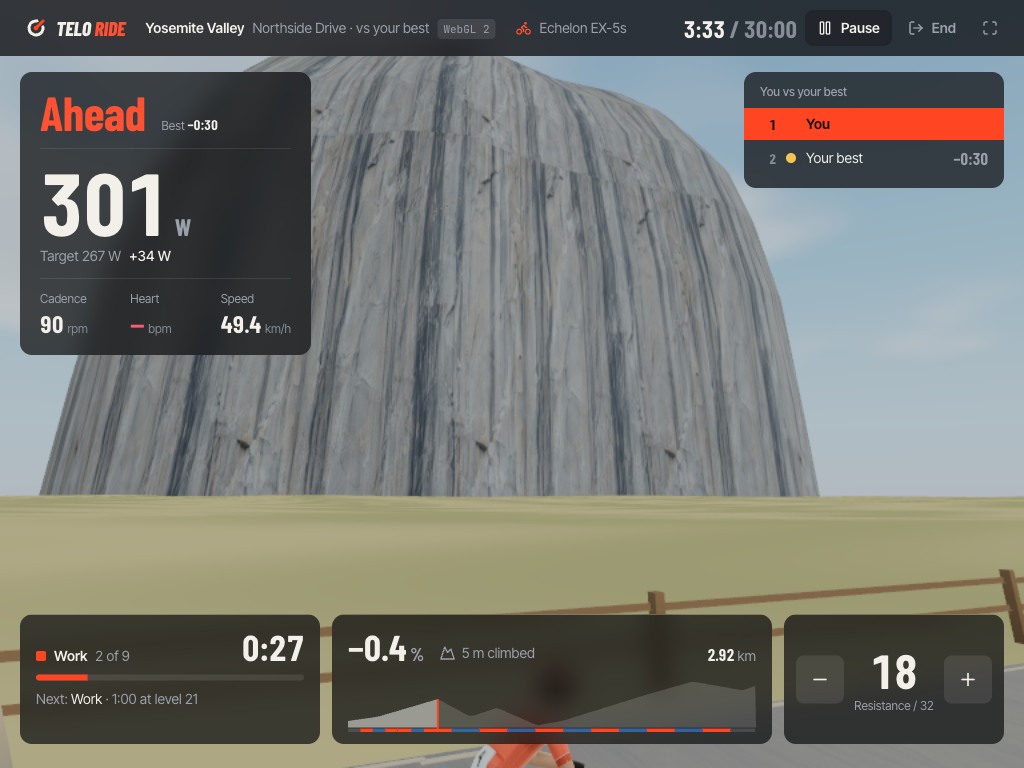 TELO RIDE Yosemite Valley Northside Drive · vs your best WebGL 2 Echelon EX-5s 3:33 / 30:00 Pause End
Ahead Best −0:30
301 W
Target 267 W +34 W
Cadence Heart Speed
90 rpm — bpm 49.4 km/h
You vs your best
1 You
2 Your best −0:30
Work 2 of 9 0:27
Next: Work · 1:00 at level 21
−0.4 % 5 m climbed 2.92 km
− 18 +
Resistance / 32